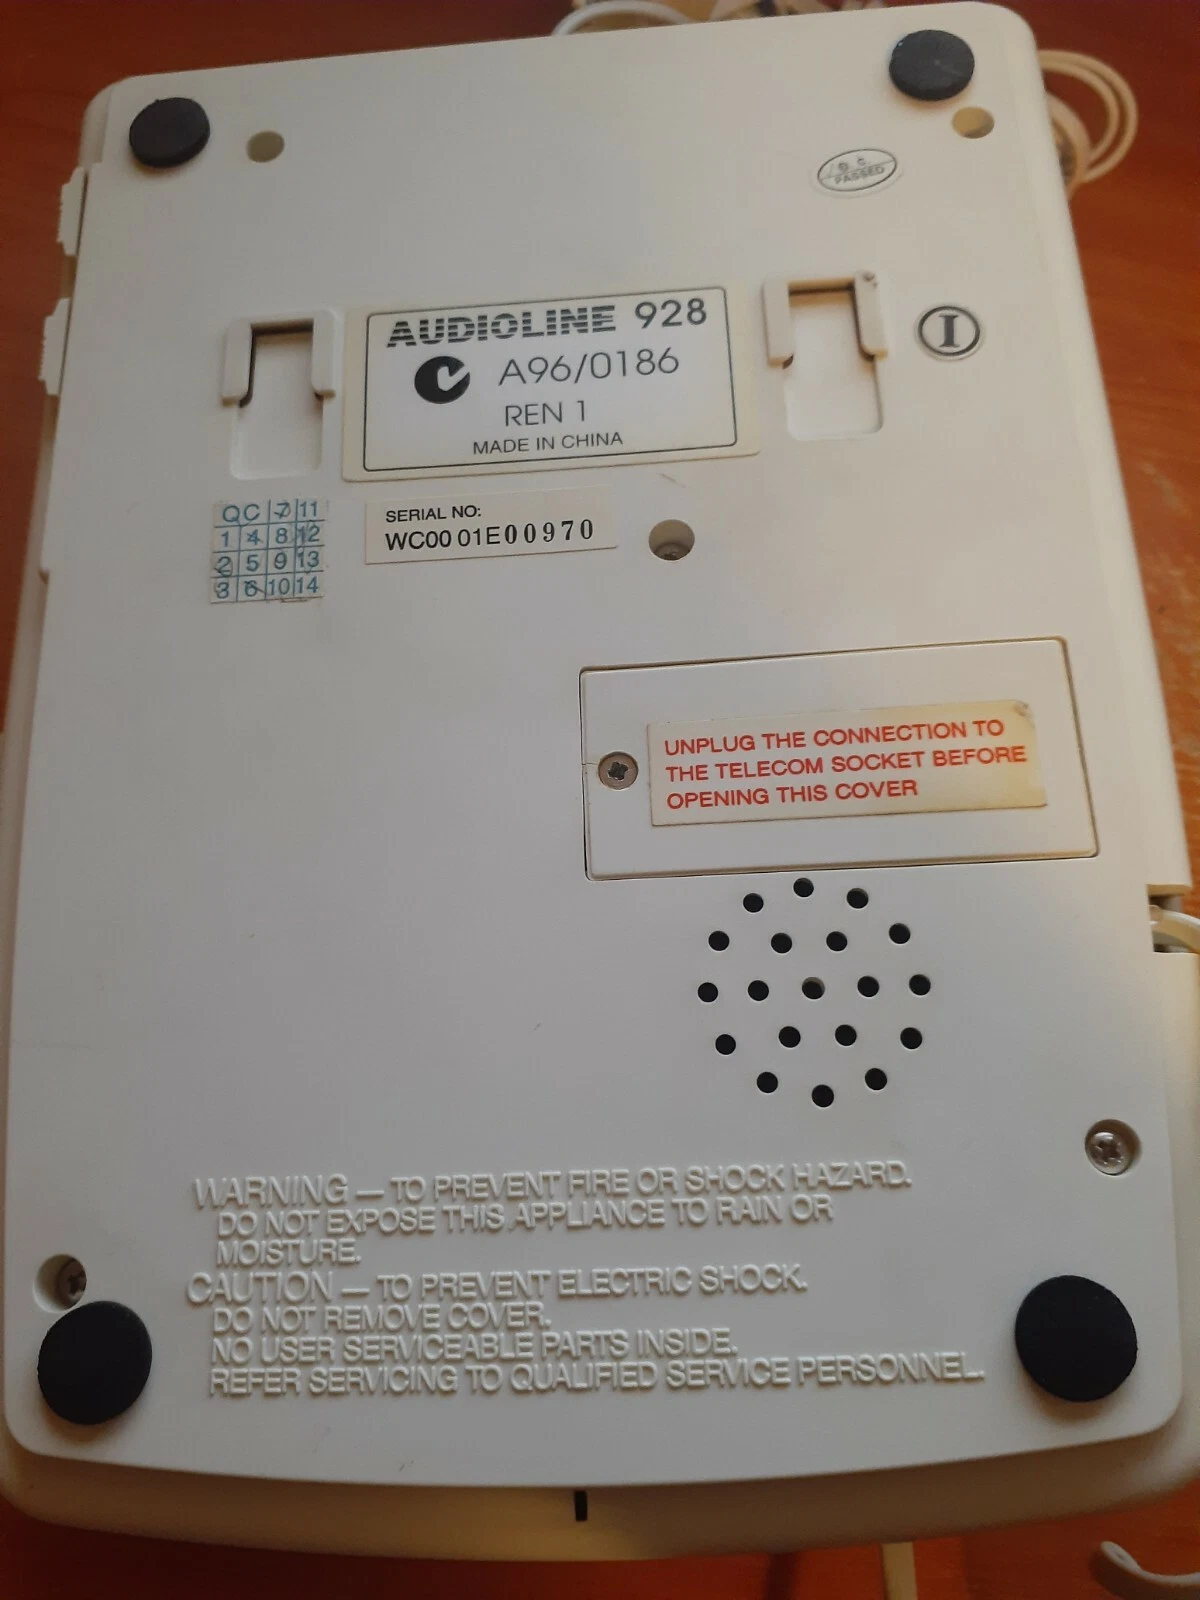 Q.C.
PASSED
AUDIOLINE 928
A96/0186
REN 1
MADE IN CHINA
I
QC 7 11
1 4 8 12
2 5 9 13
3 6 10 14
SERIAL NO:
WC00 01E00970
UNPLUG THE CONNECTION TO
THE TELECOM SOCKET BEFORE
OPENING THIS COVER
WARNING — TO PREVENT FIRE OR SHOCK HAZARD.
DO NOT EXPOSE THIS APPLIANCE TO RAIN OR
MOISTURE.
CAUTION — TO PREVENT ELECTRIC SHOCK.
DO NOT REMOVE COVER.
NO USER SERVICEABLE PARTS INSIDE.
REFER SERVICING TO QUALIFIED SERVICE PERSONNEL.